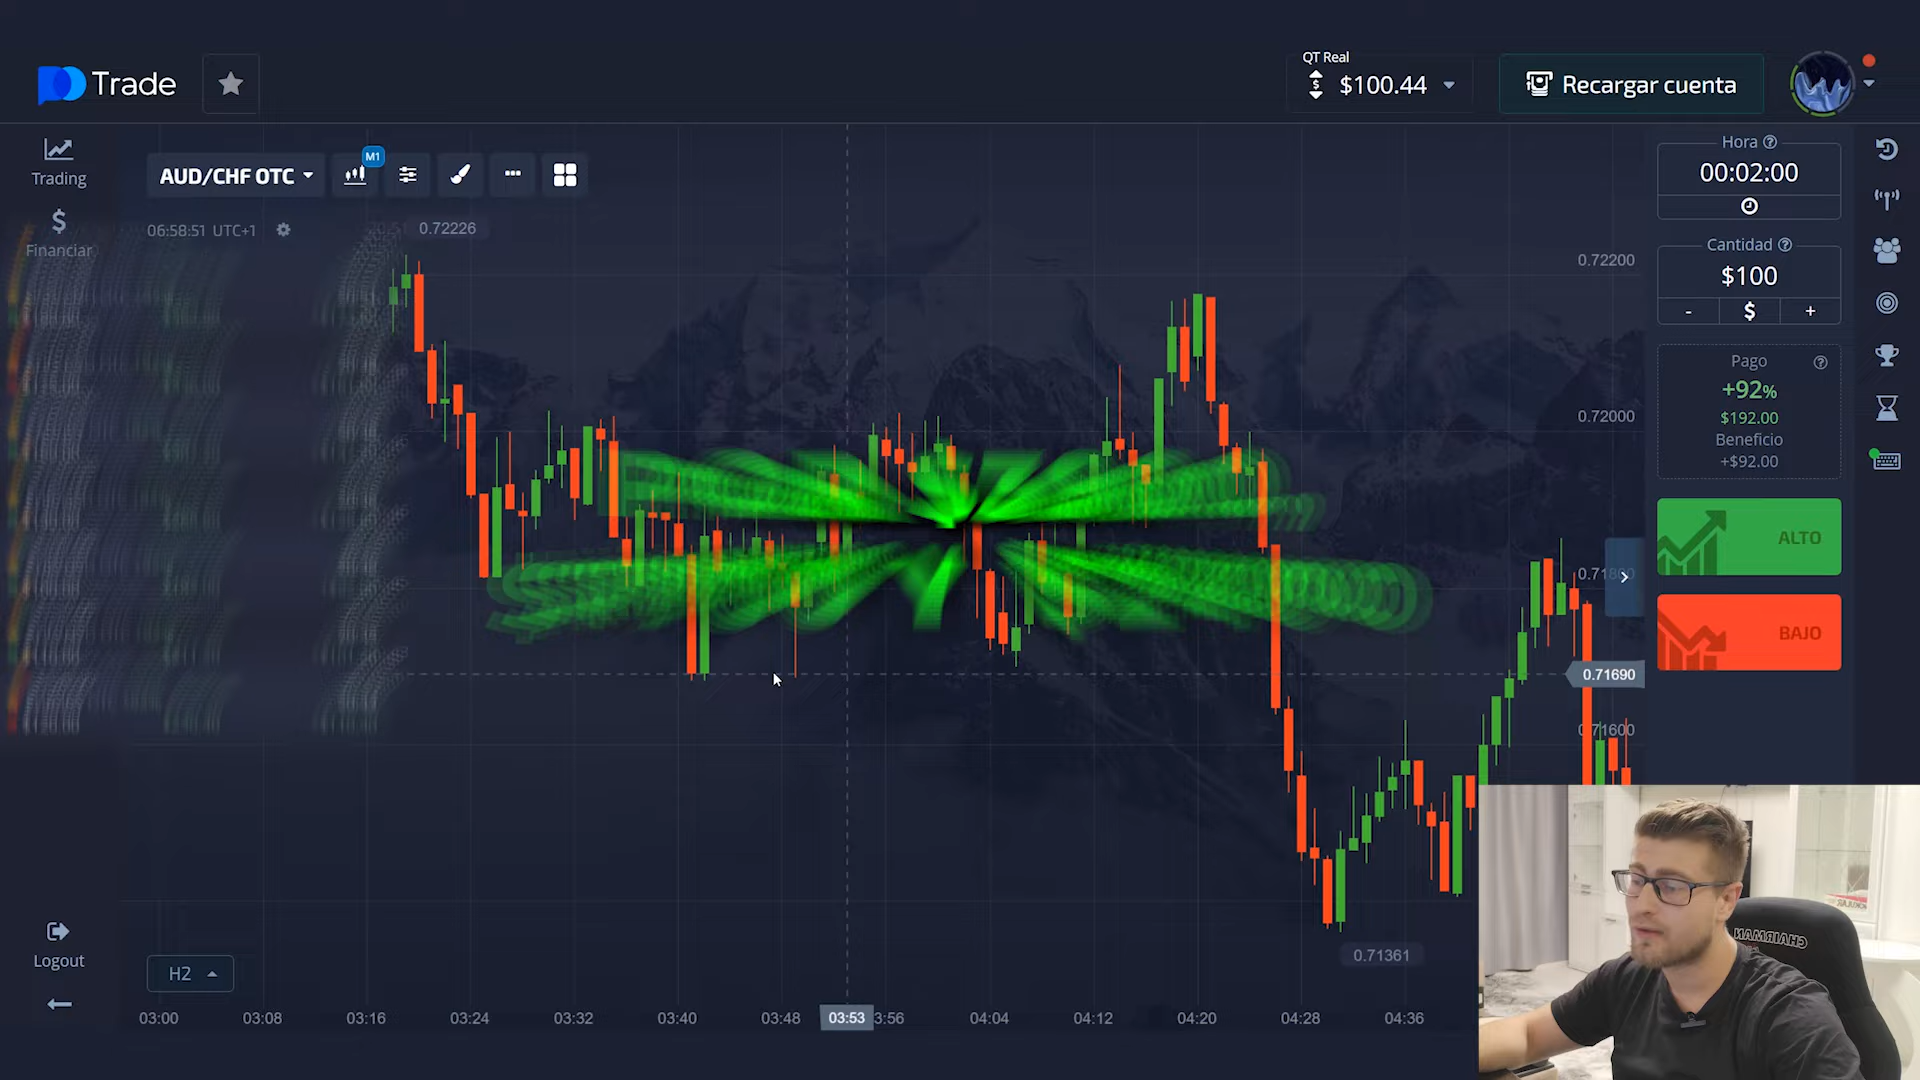 Trade
QT Real
$100.44
Recargar cuenta
Trading
AUD/CHF OTC
M1
Hora
00:02:00
Financiar
06:58:51 UTC+1
0.72226
0.72200
Cantidad
$100
- $ +
Pago
+92%
$192.00
Beneficio
+$92.00
0.72000
ALTO
BAJO
0.71690
0.71600
0.71361
Logout
H2
03:00 03:08 03:16 03:24 03:32 03:40 03:48 03:53 3:56 04:04 04:12 04:20 04:28 04:36
CHAIRMAN